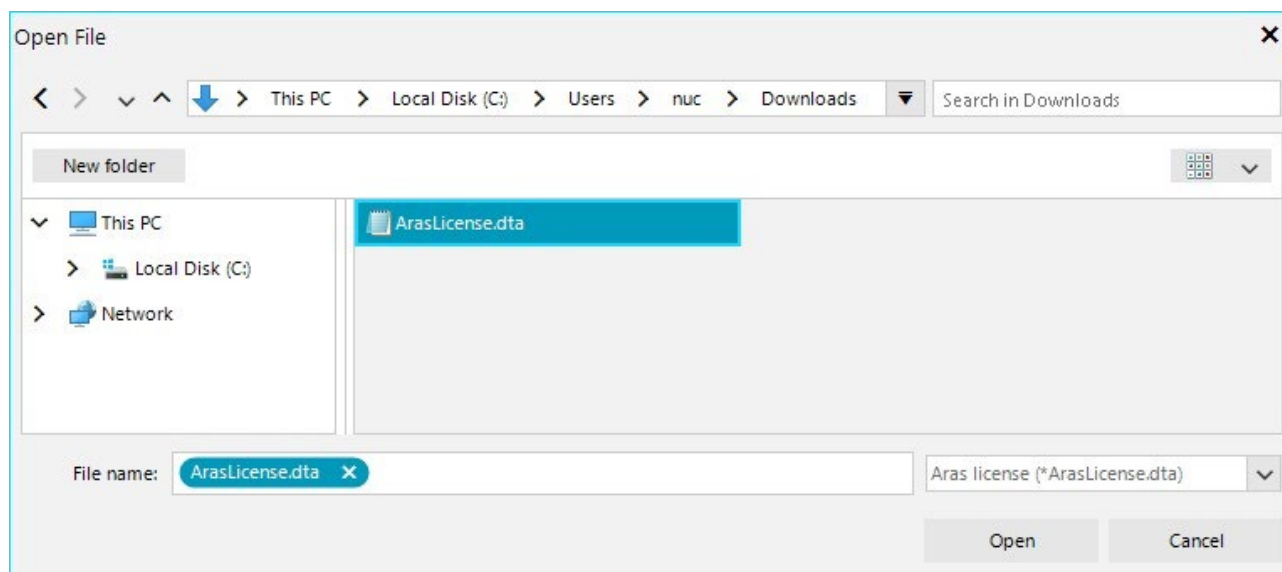 Open File
This PC Local Disk (C:) Users nuc Downloads Search in Downloads
New folder
This PC
ArasLicense.dta
Local Disk (C:)
Network
File name: ArasLicense.dta Aras license (*ArasLicense.dta)
Open Cancel